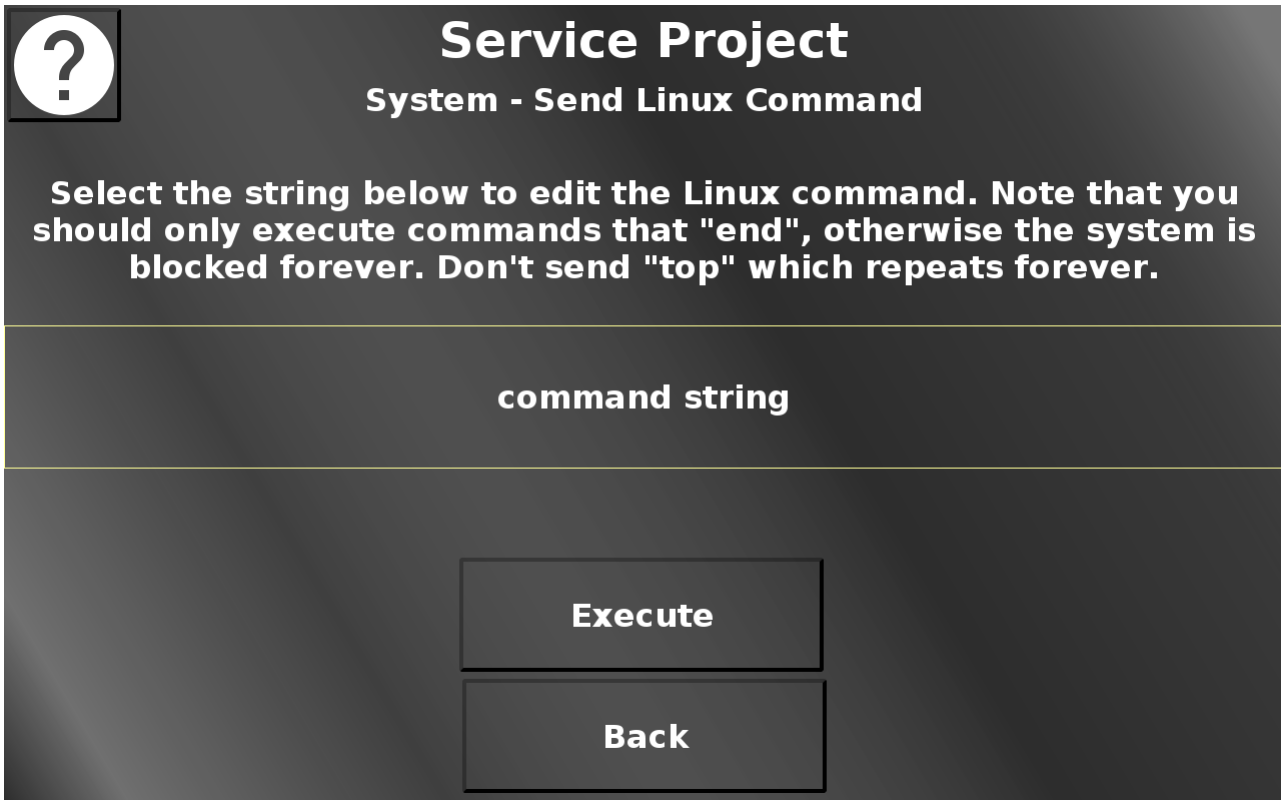 ?
Service Project
System - Send Linux Command
Select the string below to edit the Linux command. Note that you
should only execute commands that "end", otherwise the system is
blocked forever. Don't send "top" which repeats forever.
command string
Execute
Back